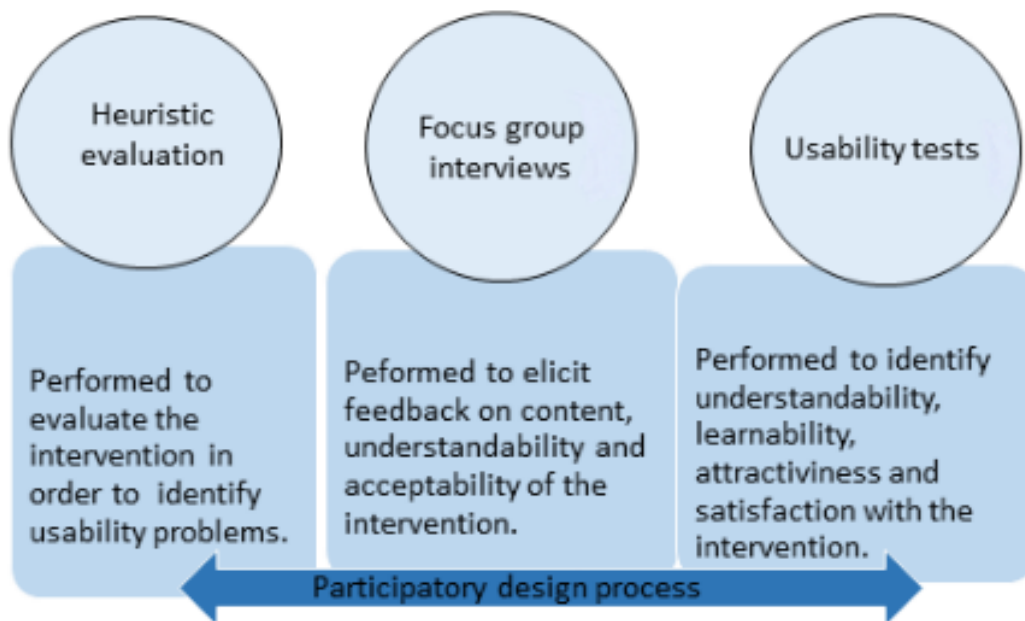 Heuristic
evaluation
Focus group
interviews
Usability tests
Performed to
evaluate the
intervention in
order to identify
usability problems.
Peformed to elicit
feedback on content,
understandability and
acceptability of the
intervention.
Performed to identify
understandability,
learnability,
attractiviness and
satisfaction with the
intervention.
Participatory design process